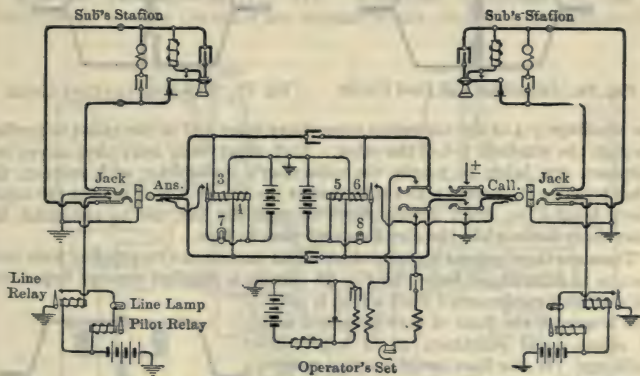 Sub's Station
Sub's Station
Jack
Ans.
3
4
7
5
6
8
±
Call.
Jack
Line
Relay
Line Lamp
Pilot Relay
Operator's Set